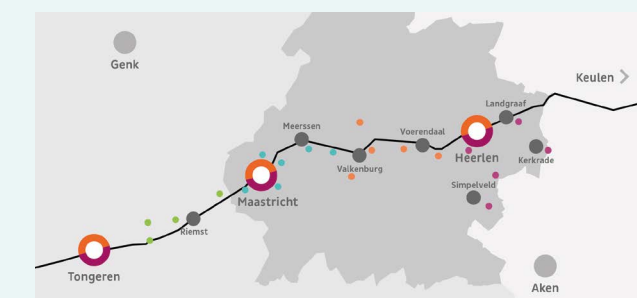 Genk
Keulen
Landgraaf
Meerssen
Voerendaal
Heerlen
Kerkrade
Valkenburg
Simpelveld
Maastricht
Riemst
Tongeren
Aken